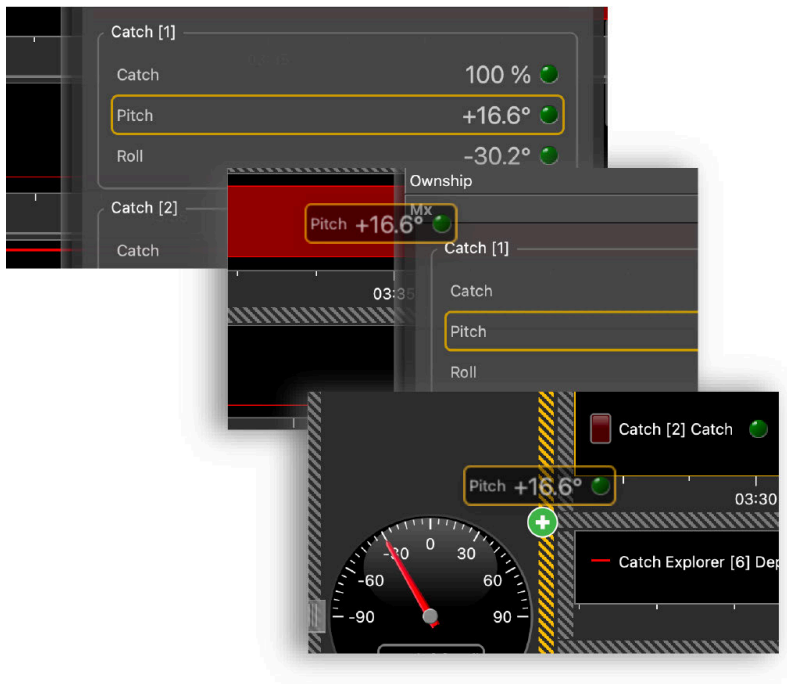 Catch [1]
Catch 100 %
Pitch +16.6°
Roll -30.2°
Catch [2]
Catch
Ownship
Mx
Pitch +16.6°
Catch [1]
03:35
Catch
Pitch
Roll
Catch [2] Catch
Pitch +16.6°
03:30
Catch Explorer [6] Dep
-90 -60 -30 0 30 60 90